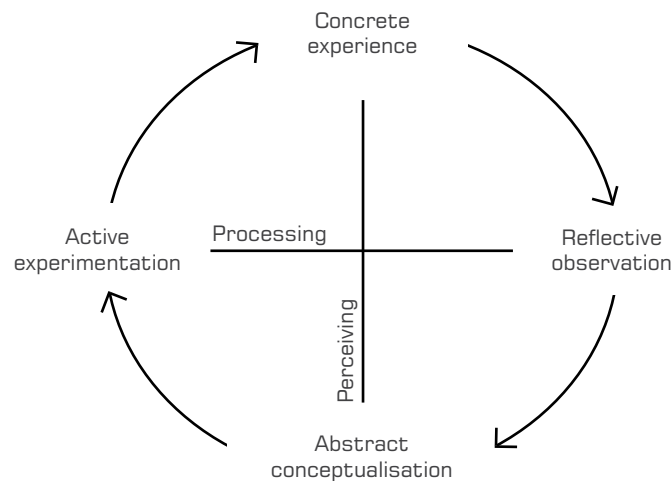 Concrete
experience
Processing
Active
experimentation
Reflective
observation
Perceiving
Abstract
conceptualisation